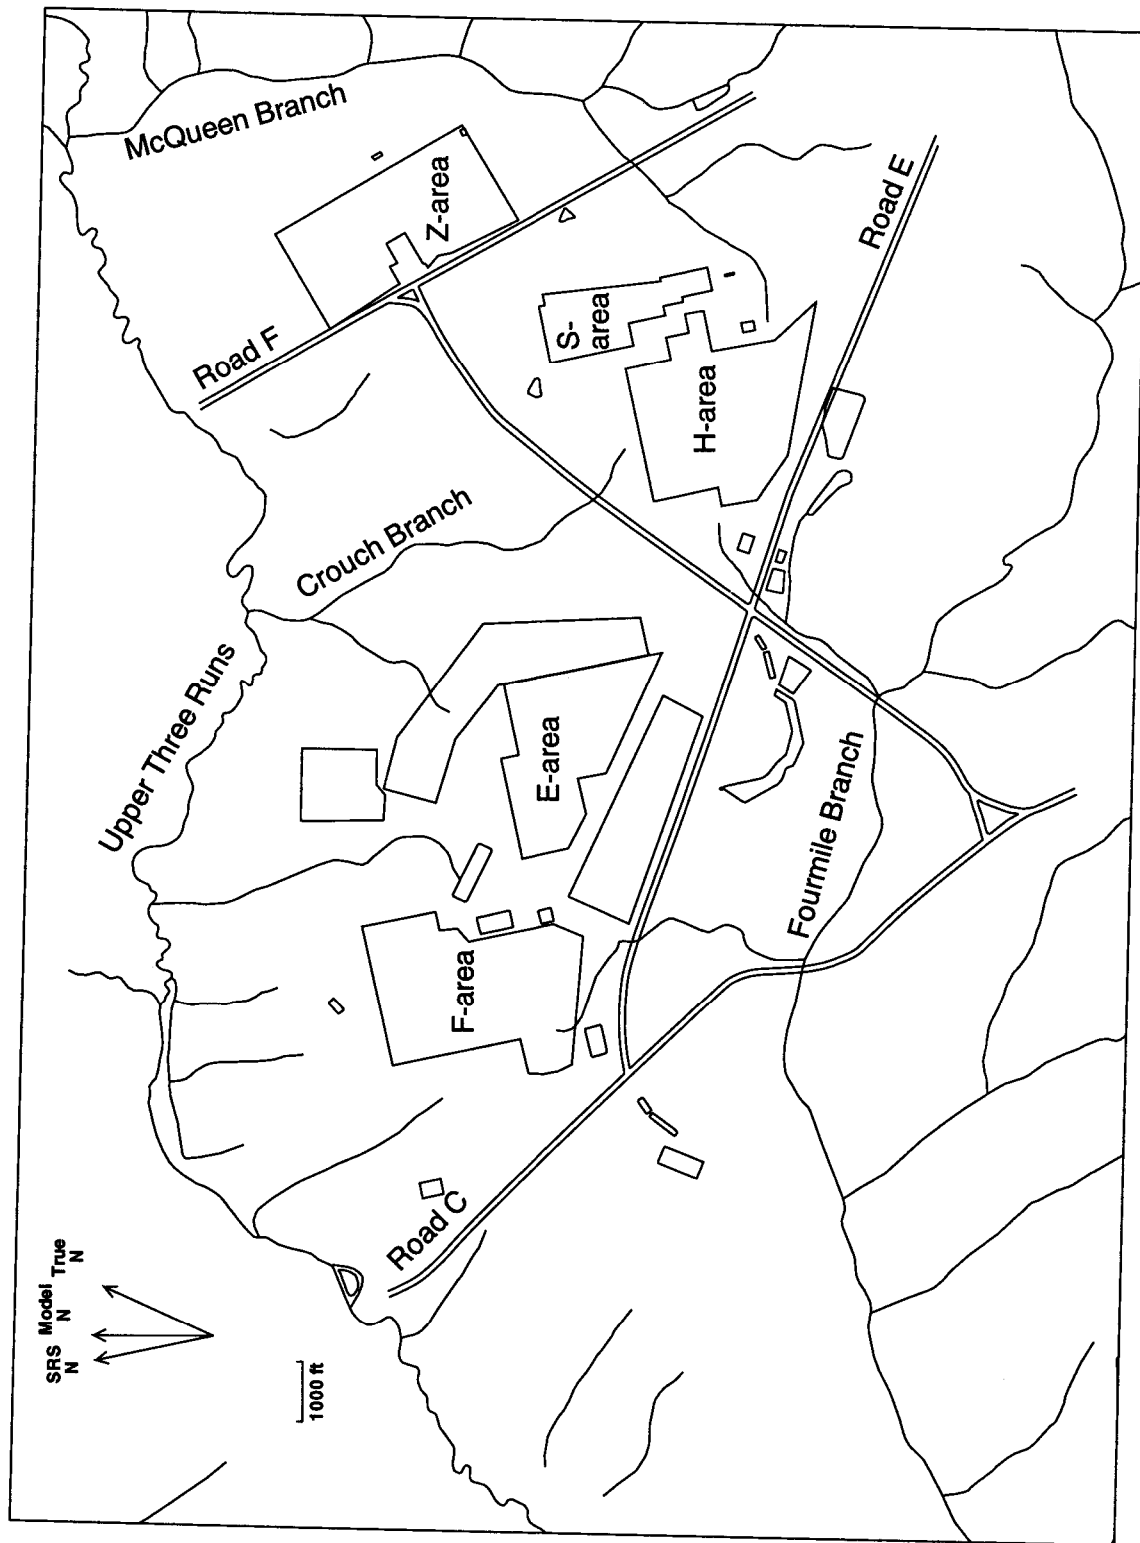 McQueen Branch
Z-area
Road E
Road F
S-
area
H-area
Crouch Branch
Upper Three Runs
E-area
Fourmile Branch
F-area
Road C
SRS
N
Model
N
True
N
1000 ft